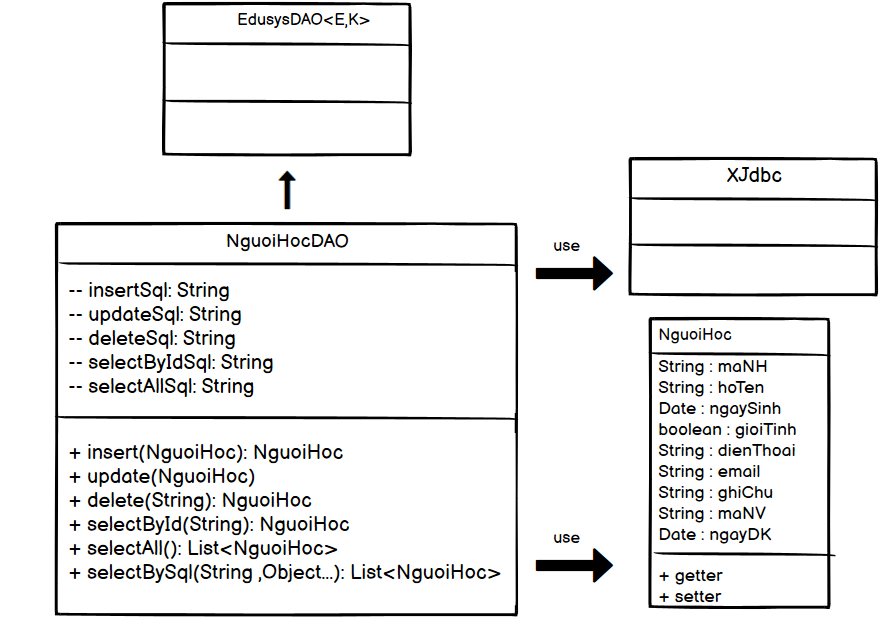 EdusysDAO<E,K>
XJdbc
NguoiHocDAO
-- insertSql: String
-- updateSql: String
-- deleteSql: String
-- selectByIdSql: String
-- selectAllSql: String
+ insert(NguoiHoc): NguoiHoc
+ update(NguoiHoc)
+ delete(String): NguoiHoc
+ selectById(String): NguoiHoc
+ selectAll(): List<NguoiHoc>
+ selectBySql(String ,Object...): List<NguoiHoc>
use
use
NguoiHoc
String : maNH
String : hoTen
Date : ngaySinh
boolean : gioiTinh
String : dienThoai
String : email
String : ghiChu
String : maNV
Date : ngayDK
+ getter
+ setter